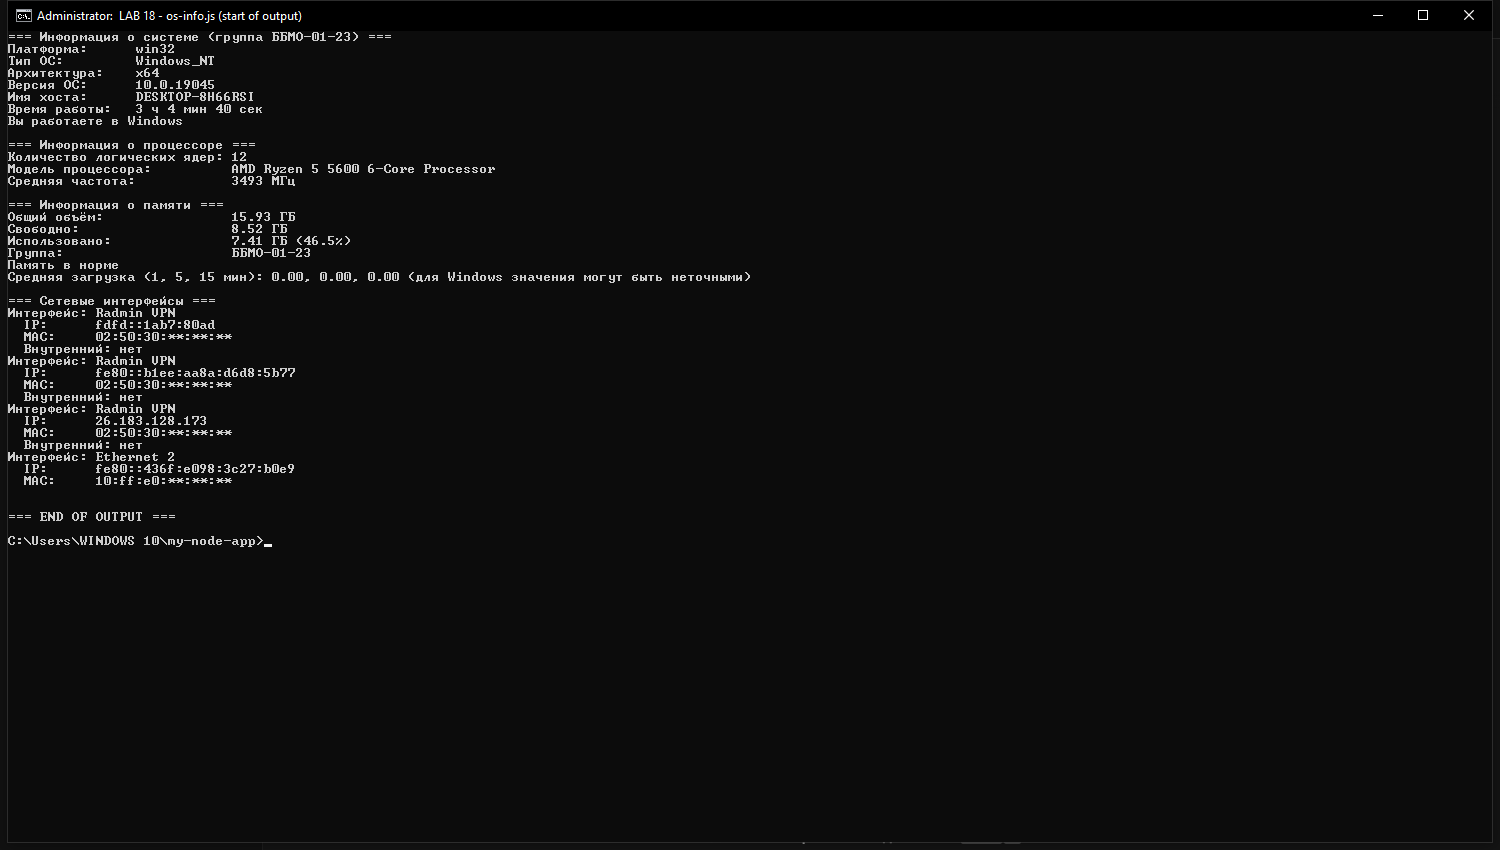 Administrator: LAB 18 - os-info.js (start of output)
=== Информация о системе (группа ББМО-01-23) ===
Платформа: win32
Тип ОС: Windows_NT
Архитектура: x64
Версия ОС: 10.0.19045
Имя хоста: DESKTOP-8H66RSI
Время работы: 3 ч 4 мин 40 сек
Вы работаете в Windows
=== Информация о процессоре ===
Количество логических ядер: 12
Модель процессора: AMD Ryzen 5 5600 6-Core Processor
Средняя частота: 3493 МГц
=== Информация о памяти ===
Общий объём: 15.93 ГБ
Свободно: 8.52 ГБ
Использовано: 7.41 ГБ (46.5%)
Группа: ББМО-01-23
Память в норме
Средняя загрузка (1, 5, 15 мин): 0.00, 0.00, 0.00 (для Windows значения могут быть неточными)
=== Сетевые интерфейсы ===
Интерфейс: Radmin VPN
IP: fdfd::1ab7:80ad
MAC: 02:50:30:**:**:**
Внутренний: нет
Интерфейс: Radmin VPN
IP: fe80::b1ee:aa8a:d6d8:5b77
MAC: 02:50:30:**:**:**
Внутренний: нет
Интерфейс: Radmin VPN
IP: 26.183.128.173
MAC: 02:50:30:**:**:**
Внутренний: нет
Интерфейс: Ethernet 2
IP: fe80::436f:e098:3c27:b0e9
MAC: 10:ff:e0:**:**:**
=== END OF OUTPUT ===
C:\Users\WINDOWS 10\my-node-app>